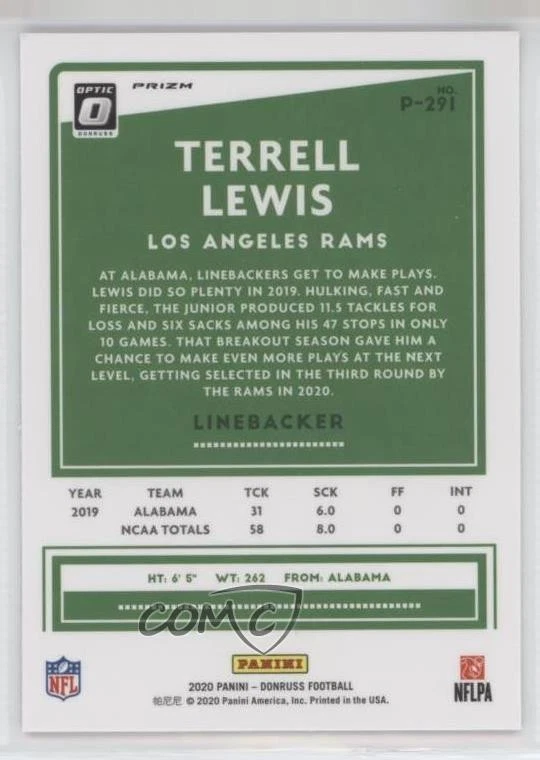 OPTIC
DONRUSS
PRIZM
NO.
P-291
TERRELL
LEWIS
LOS ANGELES RAMS
AT ALABAMA, LINEBACKERS GET TO MAKE PLAYS.
LEWIS DID SO PLENTY IN 2019. HULKING, FAST AND
FIERCE, THE JUNIOR PRODUCED 11.5 TACKLES FOR
LOSS AND SIX SACKS AMONG HIS 47 STOPS IN ONLY
10 GAMES. THAT BREAKOUT SEASON GAVE HIM A
CHANCE TO MAKE EVEN MORE PLAYS AT THE NEXT
LEVEL, GETTING SELECTED IN THE THIRD ROUND BY
THE RAMS IN 2020.
LINEBACKER
YEAR TEAM TCK SCK FF INT
2019 ALABAMA 31 6.0 0 0
NCAA TOTALS 58 8.0 0 0
HT: 6' 5" WT: 262 FROM: ALABAMA
COMC
PANINI
NFL
NFLPA
2020 PANINI – DONRUSS FOOTBALL
帕尼尼 © 2020 Panini America, Inc. Printed in the USA.